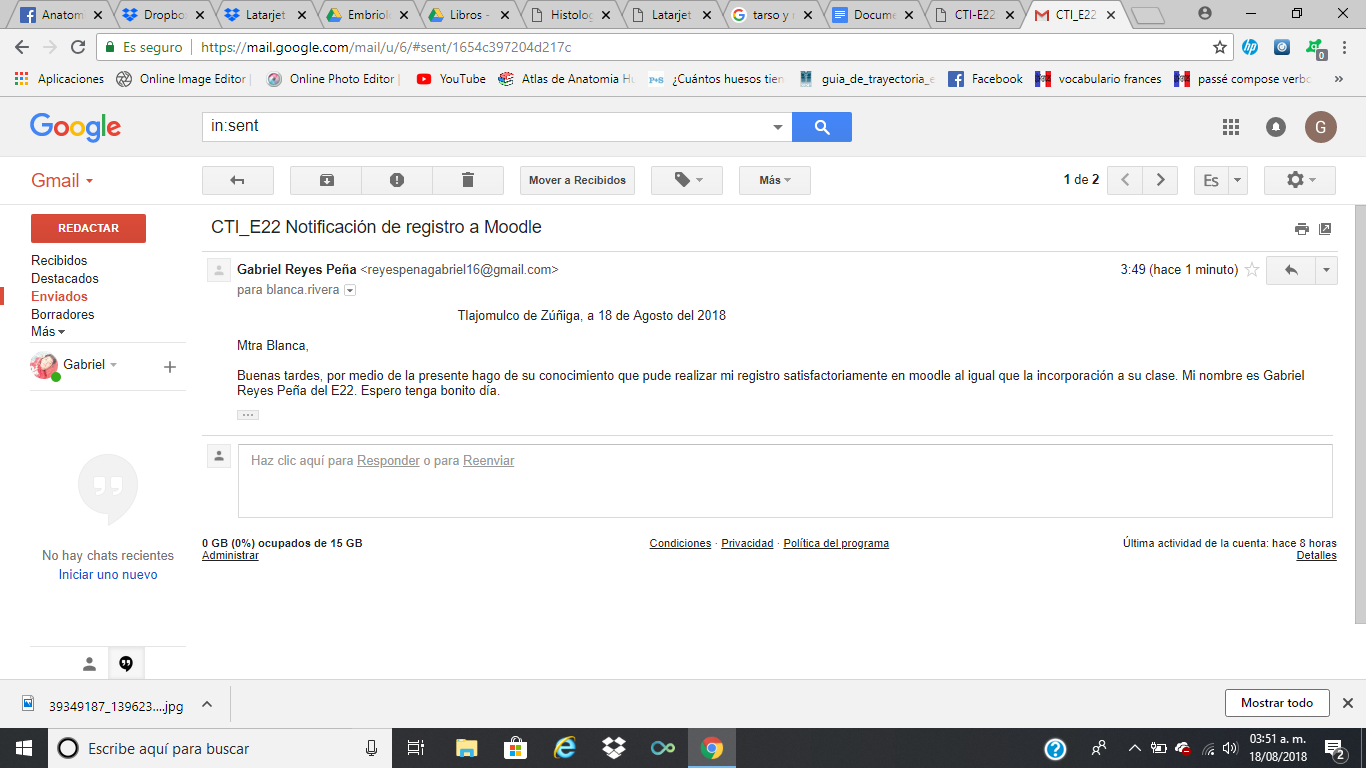 Anatom
Dropbo
Latarjet
Embriol
Libros -
Histolog
Latarjet
tarso y
Docume
CTI-E22
CTI_E22
Es seguro
https://mail.google.com/mail/u/6/#sent/1654c397204d217c
0
Aplicaciones
Online Image Editor |
Online Photo Editor |
YouTube
Atlas de Anatomia Hu
¿Cuántos huesos tien
guia_de_trayectoria_e
Facebook
vocabulario frances
passé compose verbo
»
Google
in:sent
G
Gmail
Mover a Recibidos
Más
1 de 2
Es
REDACTAR
CTI_E22 Notificación de registro a Moodle
Recibidos
Destacados
Enviados
Borradores
Más
Gabriel
Gabriel Reyes Peña <reyespenagabriel16@gmail.com>
3:49 (hace 1 minuto)
para blanca.rivera
Tlajomulco de Zúñiga, a 18 de Agosto del 2018
Mtra Blanca,
Buenas tardes, por medio de la presente hago de su conocimiento que pude realizar mi registro satisfactoriamente en moodle al igual que la incorporación a su clase. Mi nombre es Gabriel
Reyes Peña del E22. Espero tenga bonito día.
Haz clic aquí para Responder o para Reenviar
No hay chats recientes
Iniciar uno nuevo
0 GB (0%) ocupados de 15 GB
Administrar
Condiciones · Privacidad · Política del programa
Última actividad de la cuenta: hace 8 horas
Detalles
39349187_139623....jpg
Mostrar todo
Escribe aquí para buscar
03:51 a. m.
18/08/2018
2